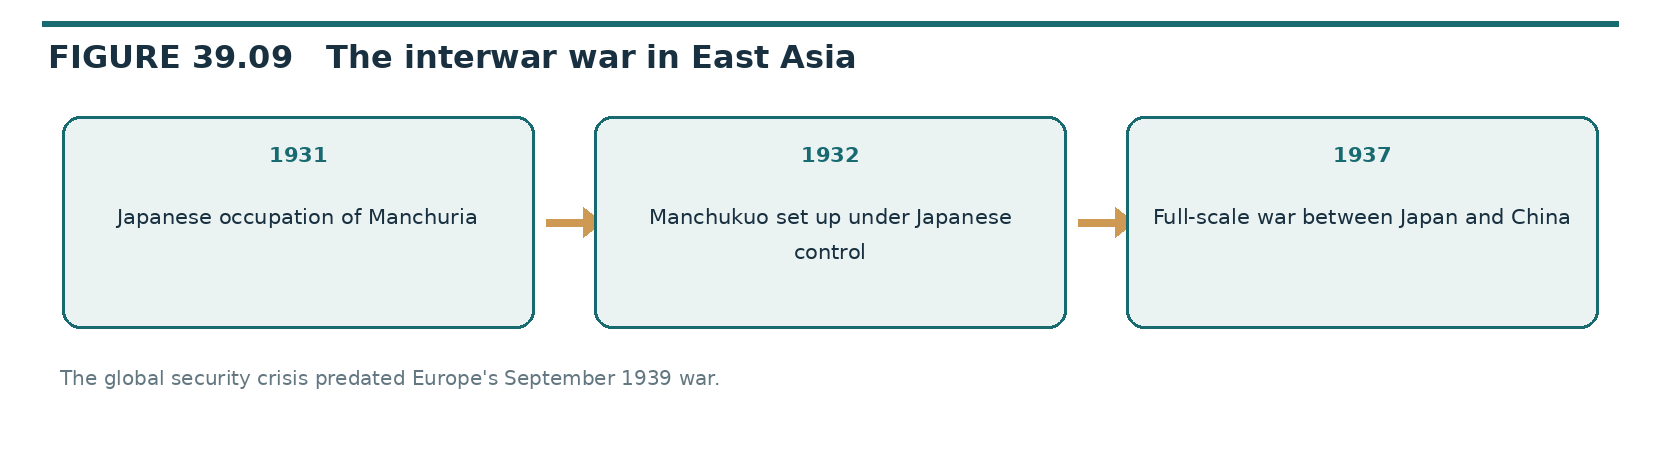 FIGURE 39.09 The interwar war in East Asia
1931
Japanese occupation of Manchuria
1932
Manchukuo set up under Japanese
control
1937
Full-scale war between Japan and China
The global security crisis predated Europe's September 1939 war.